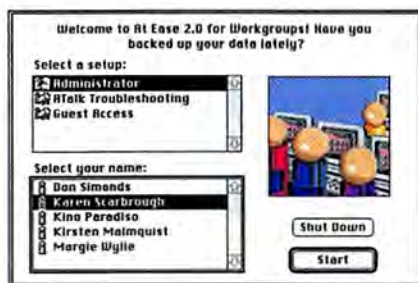 Welcome to At Ease 2.0 for Workgroups! Have you
backed up your data lately?
Select a setup:
Administrator
ATalk Troubleshooting
Guest Access
Select your name:
Don Simonds
Karen Scarbrough
Kino Paradiso
Kirsten Malmquist
Margie Wylie
Shut Down
Start